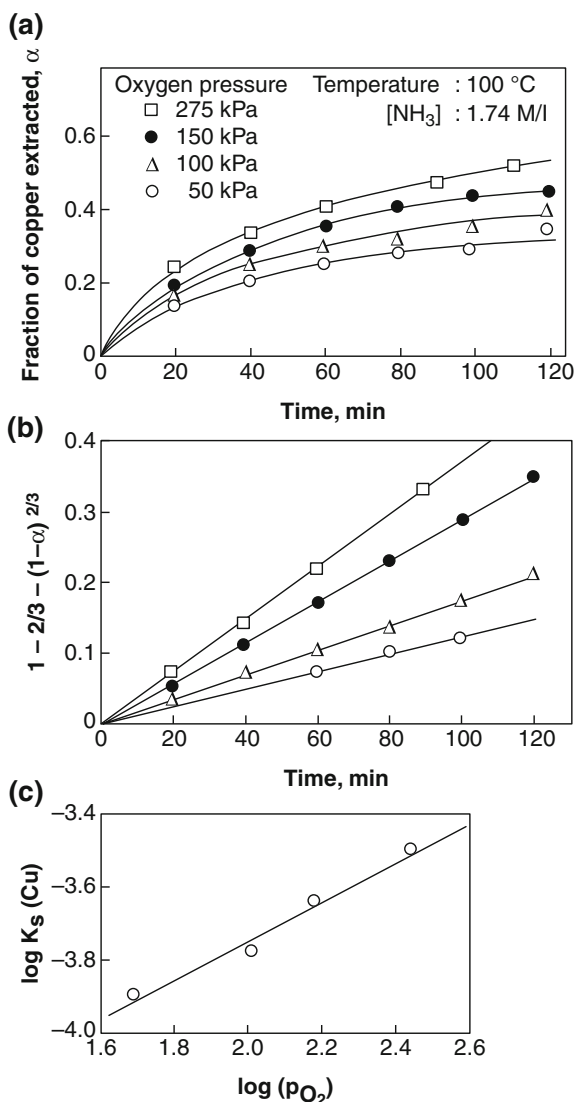 (a)
Oxygen pressure
□ 275 kPa
● 150 kPa
△ 100 kPa
○ 50 kPa
Temperature : 100 °C
[NH₃] : 1.74 M/l
Fraction of copper extracted, α
0.6
0.4
0.2
0
0 20 40 60 80 100 120
Time, min
(b)
1 – 2/3 – (1–α) 2/3
0.4
0.3
0.2
0.1
0
0 20 40 60 80 100 120
Time, min
(c)
log Kₛ (Cu)
–3.4
–3.6
–3.8
–4.0
1.6 1.8 2.0 2.2 2.4 2.6
log (pO₂)